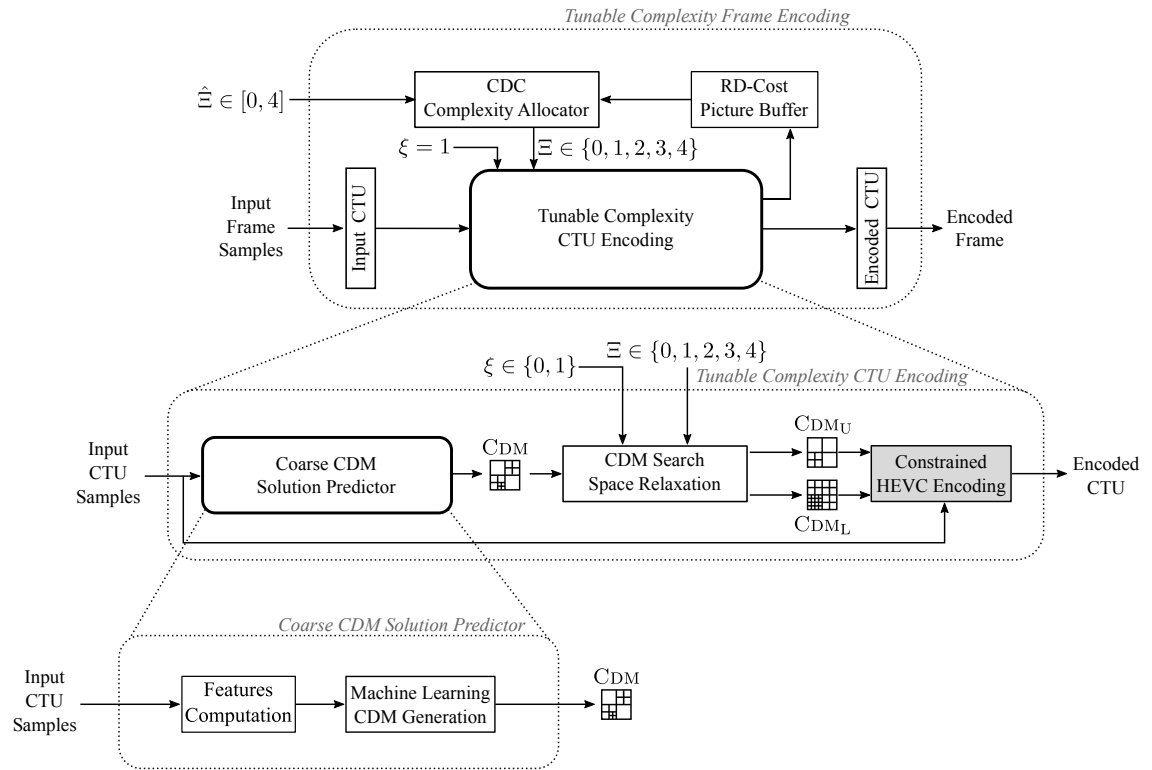 Tunable Complexity Frame Encoding
Ξ̂ ∈ [0, 4]
CDC
Complexity Allocator
RD-Cost
Picture Buffer
ξ = 1
Ξ ∈ {0, 1, 2, 3, 4}
Input
Frame
Samples
Input CTU
Tunable Complexity
CTU Encoding
Encoded CTU
Encoded
Frame
ξ ∈ {0, 1}
Ξ ∈ {0, 1, 2, 3, 4}
Tunable Complexity CTU Encoding
Input
CTU
Samples
Coarse CDM
Solution Predictor
CDM
CDM Search
Space Relaxation
CDM_U
CDM_L
Constrained
HEVC Encoding
Encoded
CTU
Coarse CDM Solution Predictor
Input
CTU
Samples
Features
Computation
Machine Learning
CDM Generation
CDM